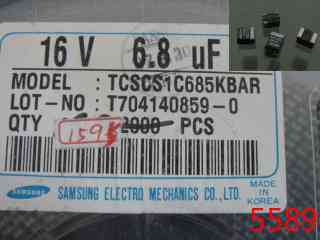 16 V 6.8 uF
MODEL : TCSCS1C685KBAR
LOT-NO : T704140859-0
QTY : 159 2000 PCS
SAMSUNG SAMSUNG ELECTRO MECHANICS CO., LTD.
MADE IN KOREA
5589